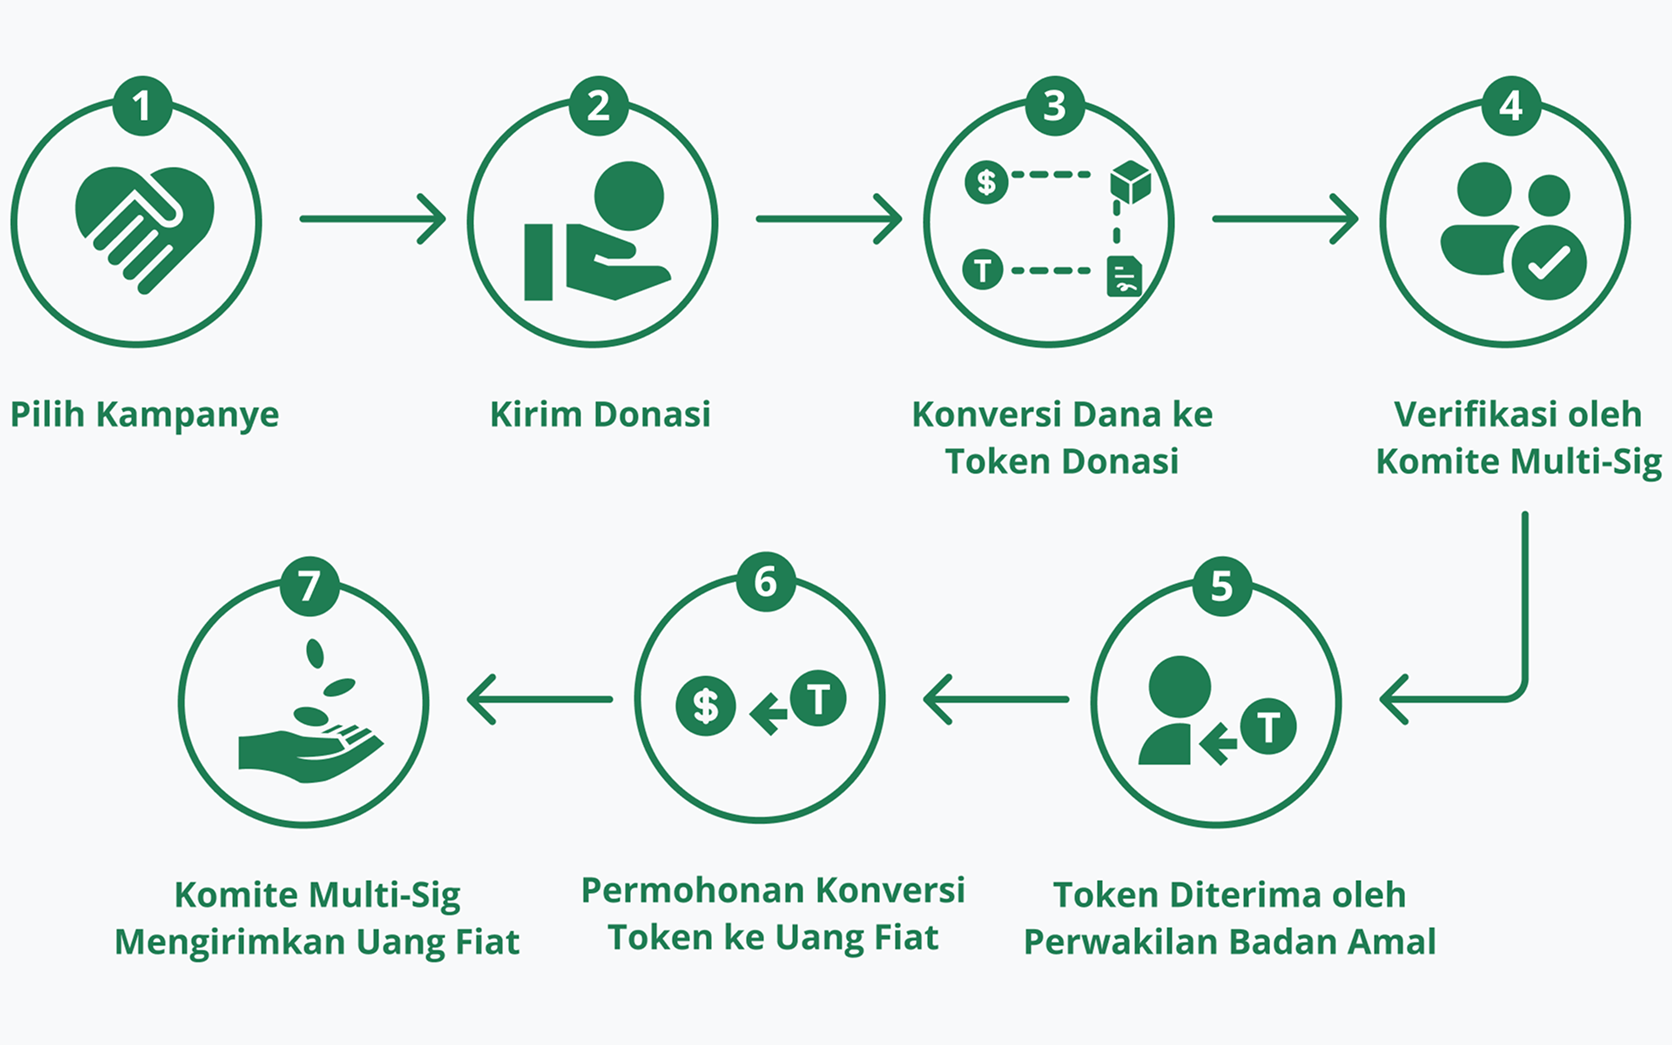 1
2
3
4
$
T
Pilih Kampanye
Kirim Donasi
Konversi Dana ke
Token Donasi
Verifikasi oleh
Komite Multi-Sig
5
T
Token Diterima oleh
Perwakilan Badan Amal
6
$
T
Permohonan Konversi
Token ke Uang Fiat
7
Komite Multi-Sig
Mengirimkan Uang Fiat